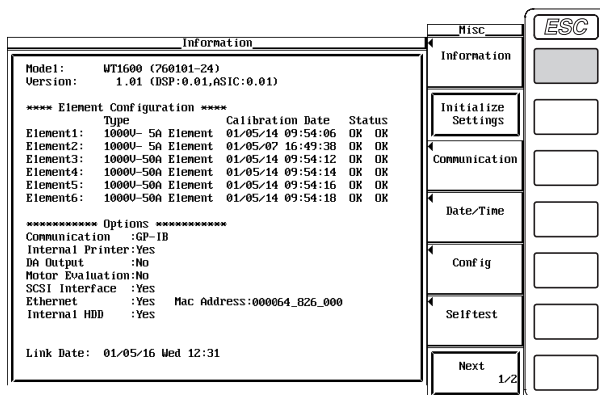 Misc
ESC
Information
Information
Model: WT1600 (760101-24)
Version: 1.01 (DSP:0.01,ASIC:0.01)
**** Element Configuration ****
Type Calibration Date Status
Element1: 1000V- 5A Element 01/05/14 09:54:06 OK OK
Element2: 1000V- 5A Element 01/05/07 16:49:38 OK OK
Element3: 1000V-50A Element 01/05/14 09:54:12 OK OK
Element4: 1000V-50A Element 01/05/14 09:54:14 OK OK
Element5: 1000V-50A Element 01/05/14 09:54:16 OK OK
Element6: 1000V-50A Element 01/05/14 09:54:18 OK OK
*********** Options ***********
Communication :GP-IB
Internal Printer:Yes
DA Output :No
Motor Evaluation:No
SCSI Interface :Yes
Ethernet :Yes Mac Address:000064_826_000
Internal HDD :Yes
Link Date: 01/05/16 Wed 12:31
Initialize
Settings
Communication
Date/Time
Config
Selftest
Next
1/2